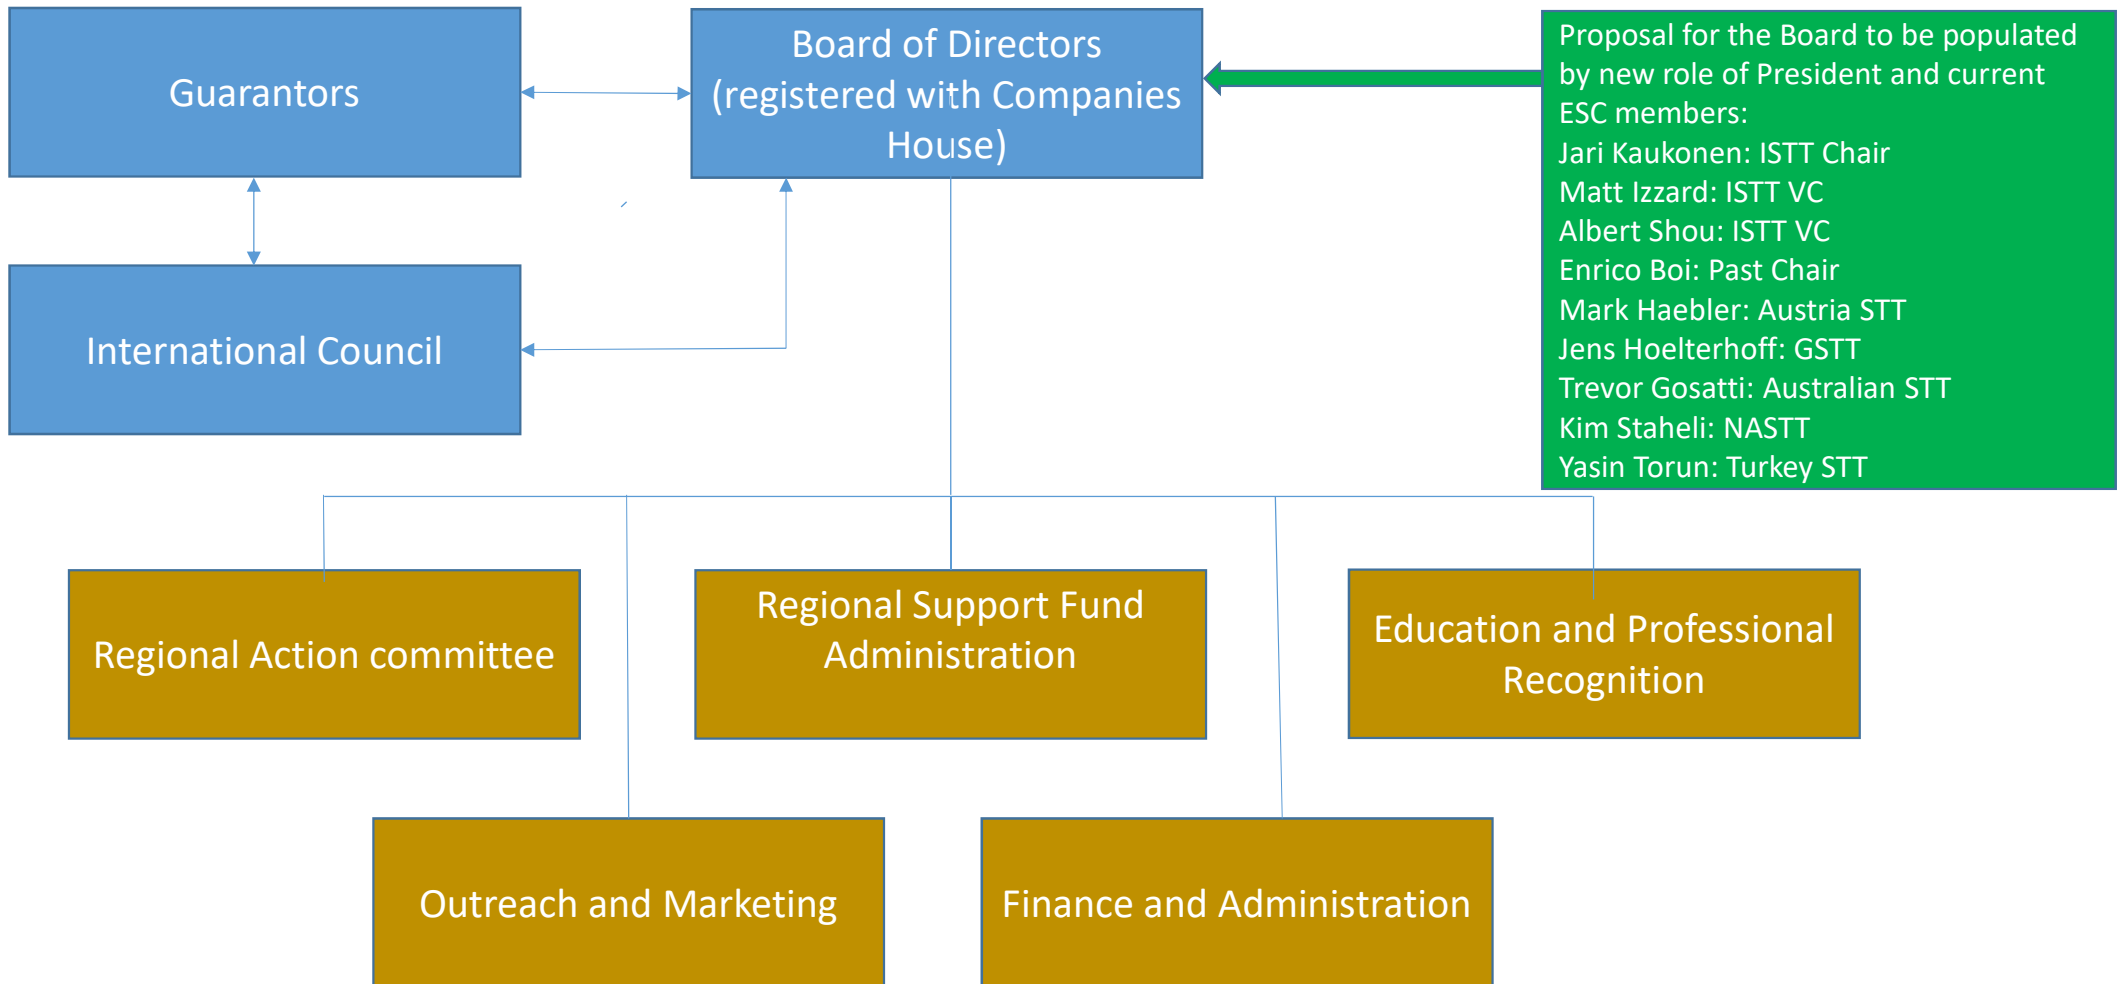 Guarantors
Board of Directors
(registered with Companies
House)
Proposal for the Board to be populated
by new role of President and current
ESC members:
Jari Kaukonen: ISTT Chair
Matt Izzard: ISTT VC
Albert Shou: ISTT VC
Enrico Boi: Past Chair
Mark Haebler: Austria STT
Jens Hoelterhoff: GSTT
Trevor Gosatti: Australian STT
Kim Staheli: NASTT
Yasin Torun: Turkey STT
International Council
Regional Action committee
Regional Support Fund
Administration
Education and Professional
Recognition
Outreach and Marketing
Finance and Administration